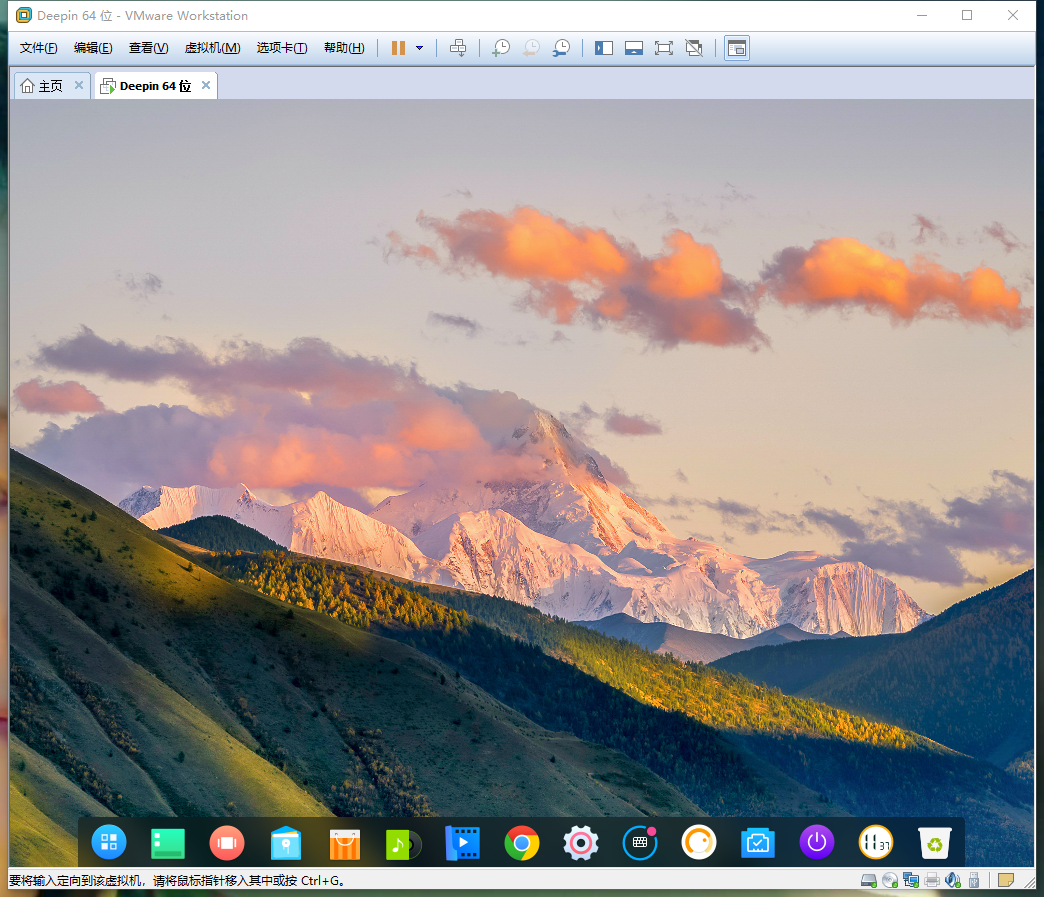 Deepin 64 位 - VMware Workstation
文件(F) 编辑(E) 查看(V) 虚拟机(M) 选项卡(T) 帮助(H)
主页 Deepin 64 位
11 37
要将输入定向到该虚拟机，请将鼠标指针移入其中或按 Ctrl+G。